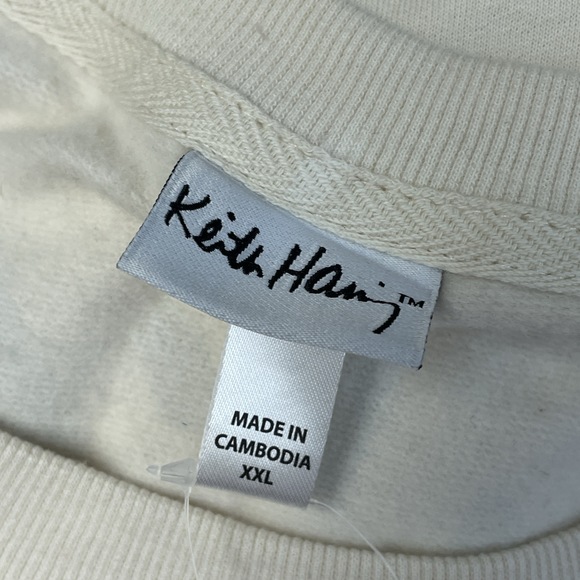 Keith Haring™
MADE IN
CAMBODIA
XXL